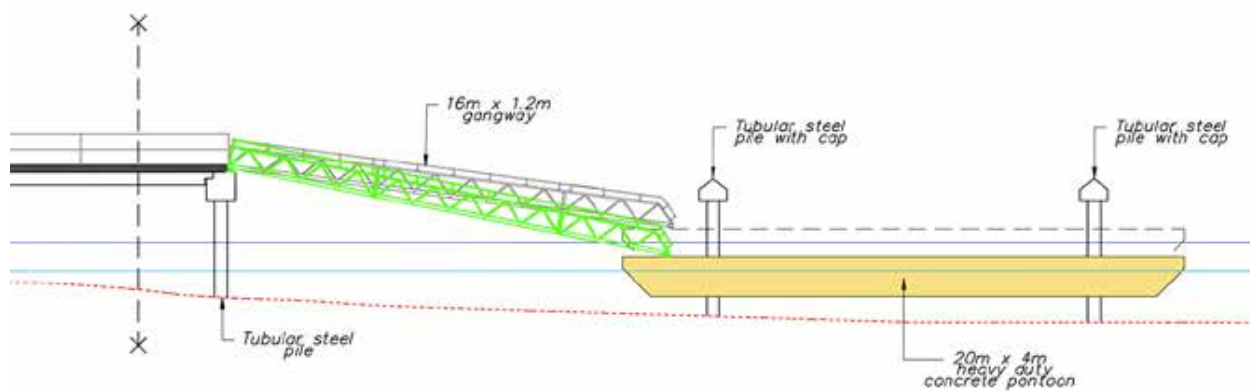 16m x 1.2m
gangway
Tubular steel
pile with cap
Tubular steel
pile with cap
Tubular steel
pile
20m x 4m
heavy duty
concrete pontoon